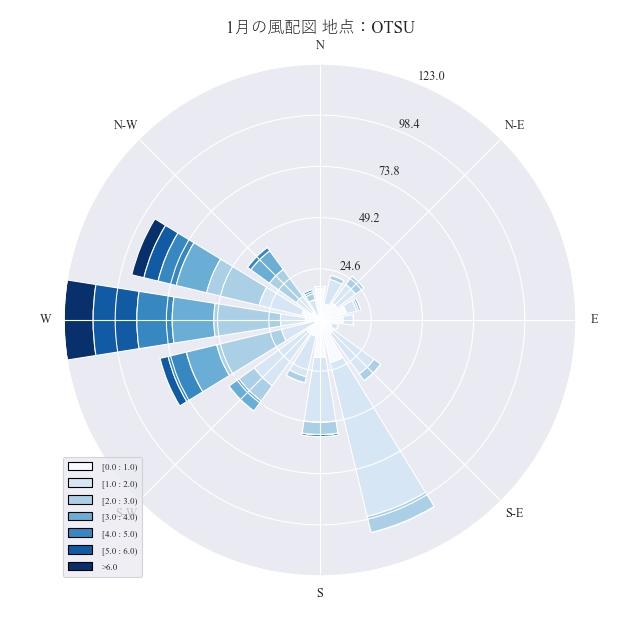 1月の風配図 地点：OTSU
N
123.0
N-W
N-E
98.4
73.8
49.2
24.6
W
E
[0.0 : 1.0)
[1.0 : 2.0)
[2.0 : 3.0)
[3.0 : 4.0)
[4.0 : 5.0)
[5.0 : 6.0)
>6.0
S-W
S-E
S